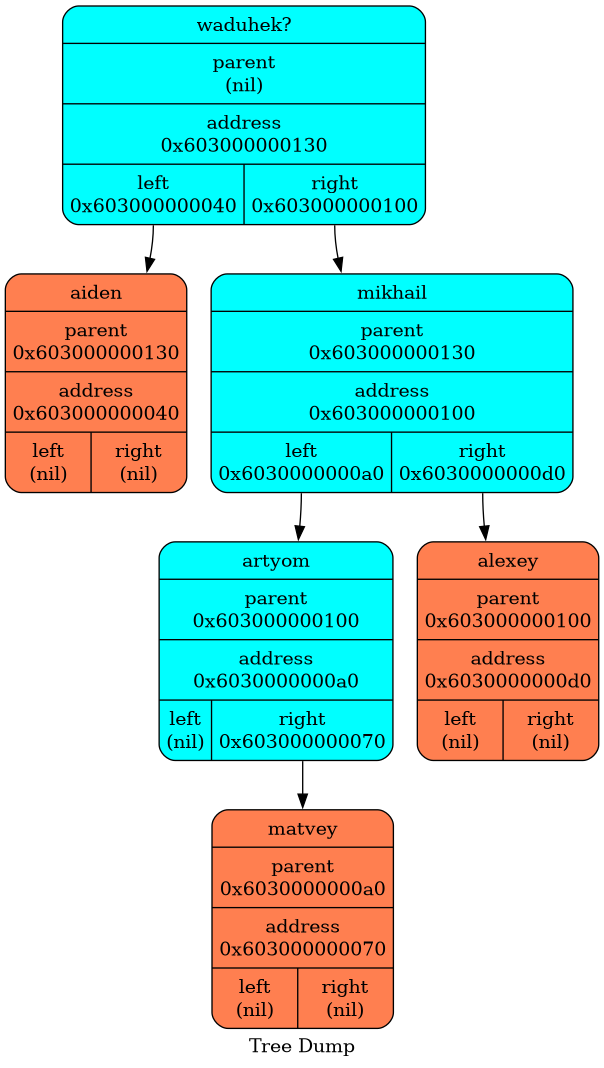 waduhek?
parent
(nil)
address
0x603000000130
left
0x603000000040
right
0x603000000100
aiden
parent
0x603000000130
address
0x603000000040
left
(nil)
right
(nil)
mikhail
parent
0x603000000130
address
0x603000000100
left
0x6030000000a0
right
0x6030000000d0
artyom
parent
0x603000000100
address
0x6030000000a0
left
(nil)
right
0x603000000070
alexey
parent
0x603000000100
address
0x6030000000d0
left
(nil)
right
(nil)
matvey
parent
0x6030000000a0
address
0x603000000070
left
(nil)
right
(nil)
Tree Dump